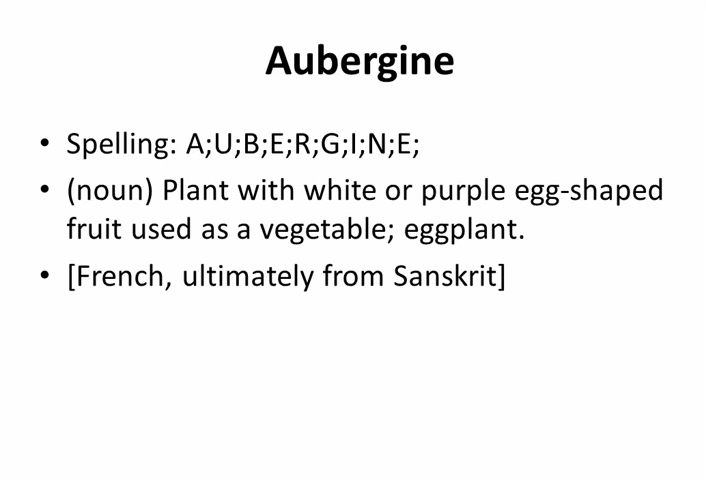 Aubergine
• Spelling: A;U;B;E;R;G;I;N;E;
• (noun) Plant with white or purple egg-shaped
fruit used as a vegetable; eggplant.
• [French, ultimately from Sanskrit]